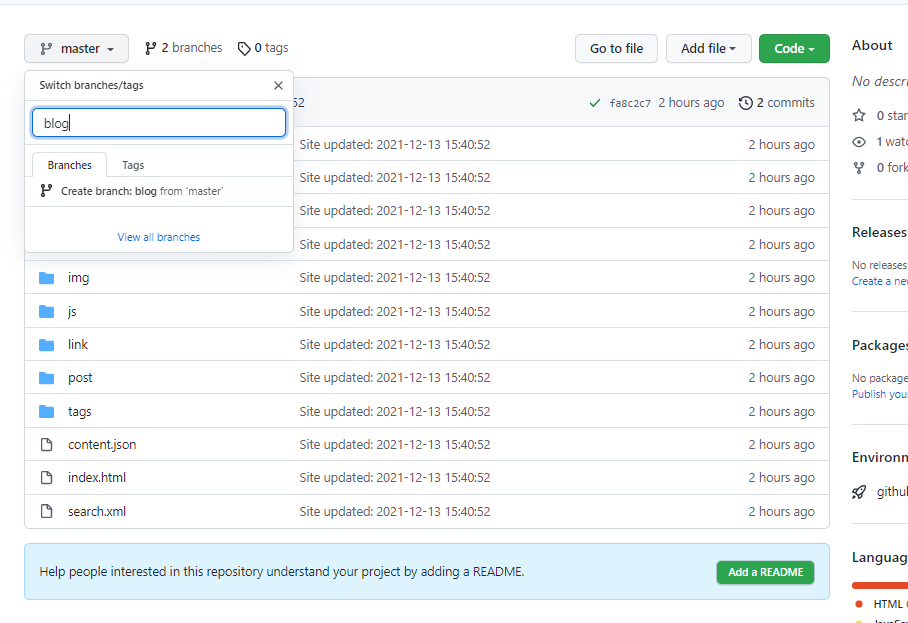 master 2 branches 0 tags Go to file Add file Code About
Switch branches/tags
No descri
52 fa8c2c7 2 hours ago 2 commits
blog
0 star
Site updated: 2021-12-13 15:40:52 2 hours ago
1 watc
Branches Tags
0 fork
Site updated: 2021-12-13 15:40:52 2 hours ago
Create branch: blog from 'master'
Site updated: 2021-12-13 15:40:52 2 hours ago
Releases
View all branches
Site updated: 2021-12-13 15:40:52 2 hours ago
No releases
img Site updated: 2021-12-13 15:40:52 2 hours ago
Create a new
js Site updated: 2021-12-13 15:40:52 2 hours ago
link Site updated: 2021-12-13 15:40:52 2 hours ago
Packages
post Site updated: 2021-12-13 15:40:52 2 hours ago
No package
Publish your
tags Site updated: 2021-12-13 15:40:52 2 hours ago
content.json Site updated: 2021-12-13 15:40:52 2 hours ago
Environm
index.html Site updated: 2021-12-13 15:40:52 2 hours ago
github
search.xml Site updated: 2021-12-13 15:40:52 2 hours ago
Languag
Help people interested in this repository understand your project by adding a README. Add a README
HTML